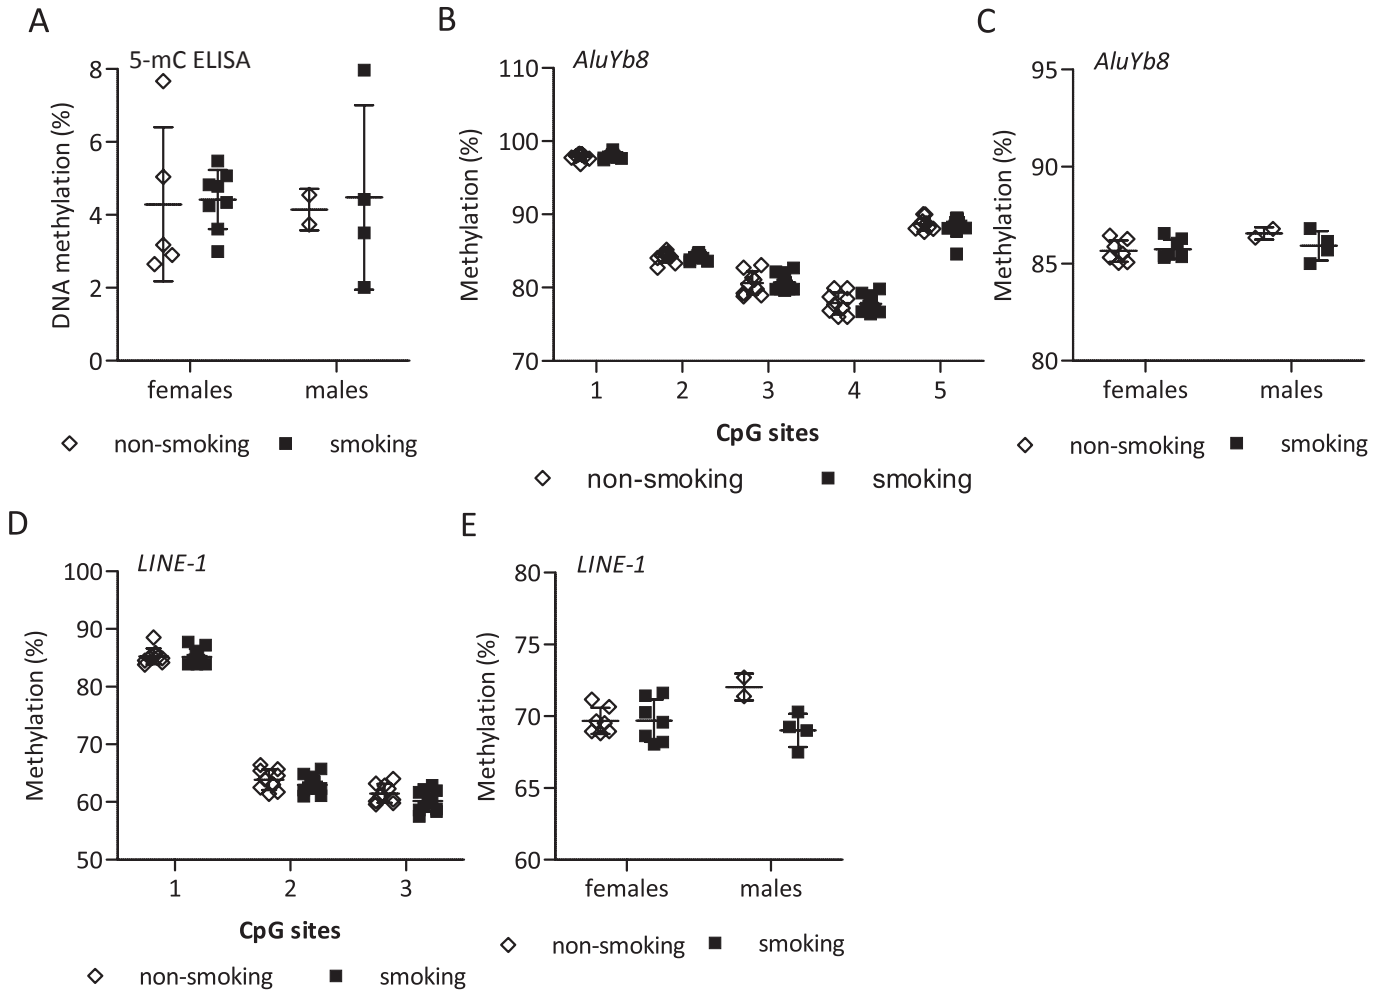 A
5-mC ELISA
DNA methylation (%)
8
6
4
2
0
females males
non-smoking smoking
B
AluYb8
Methylation (%)
110
100
90
80
70
1 2 3 4 5
CpG sites
non-smoking smoking
C
AluYb8
Methylation (%)
95
90
85
80
females males
non-smoking smoking
D
LINE-1
Methylation (%)
100
90
80
70
60
50
1 2 3
CpG sites
non-smoking smoking
E
LINE-1
Methylation (%)
80
75
70
65
60
females males
non-smoking smoking